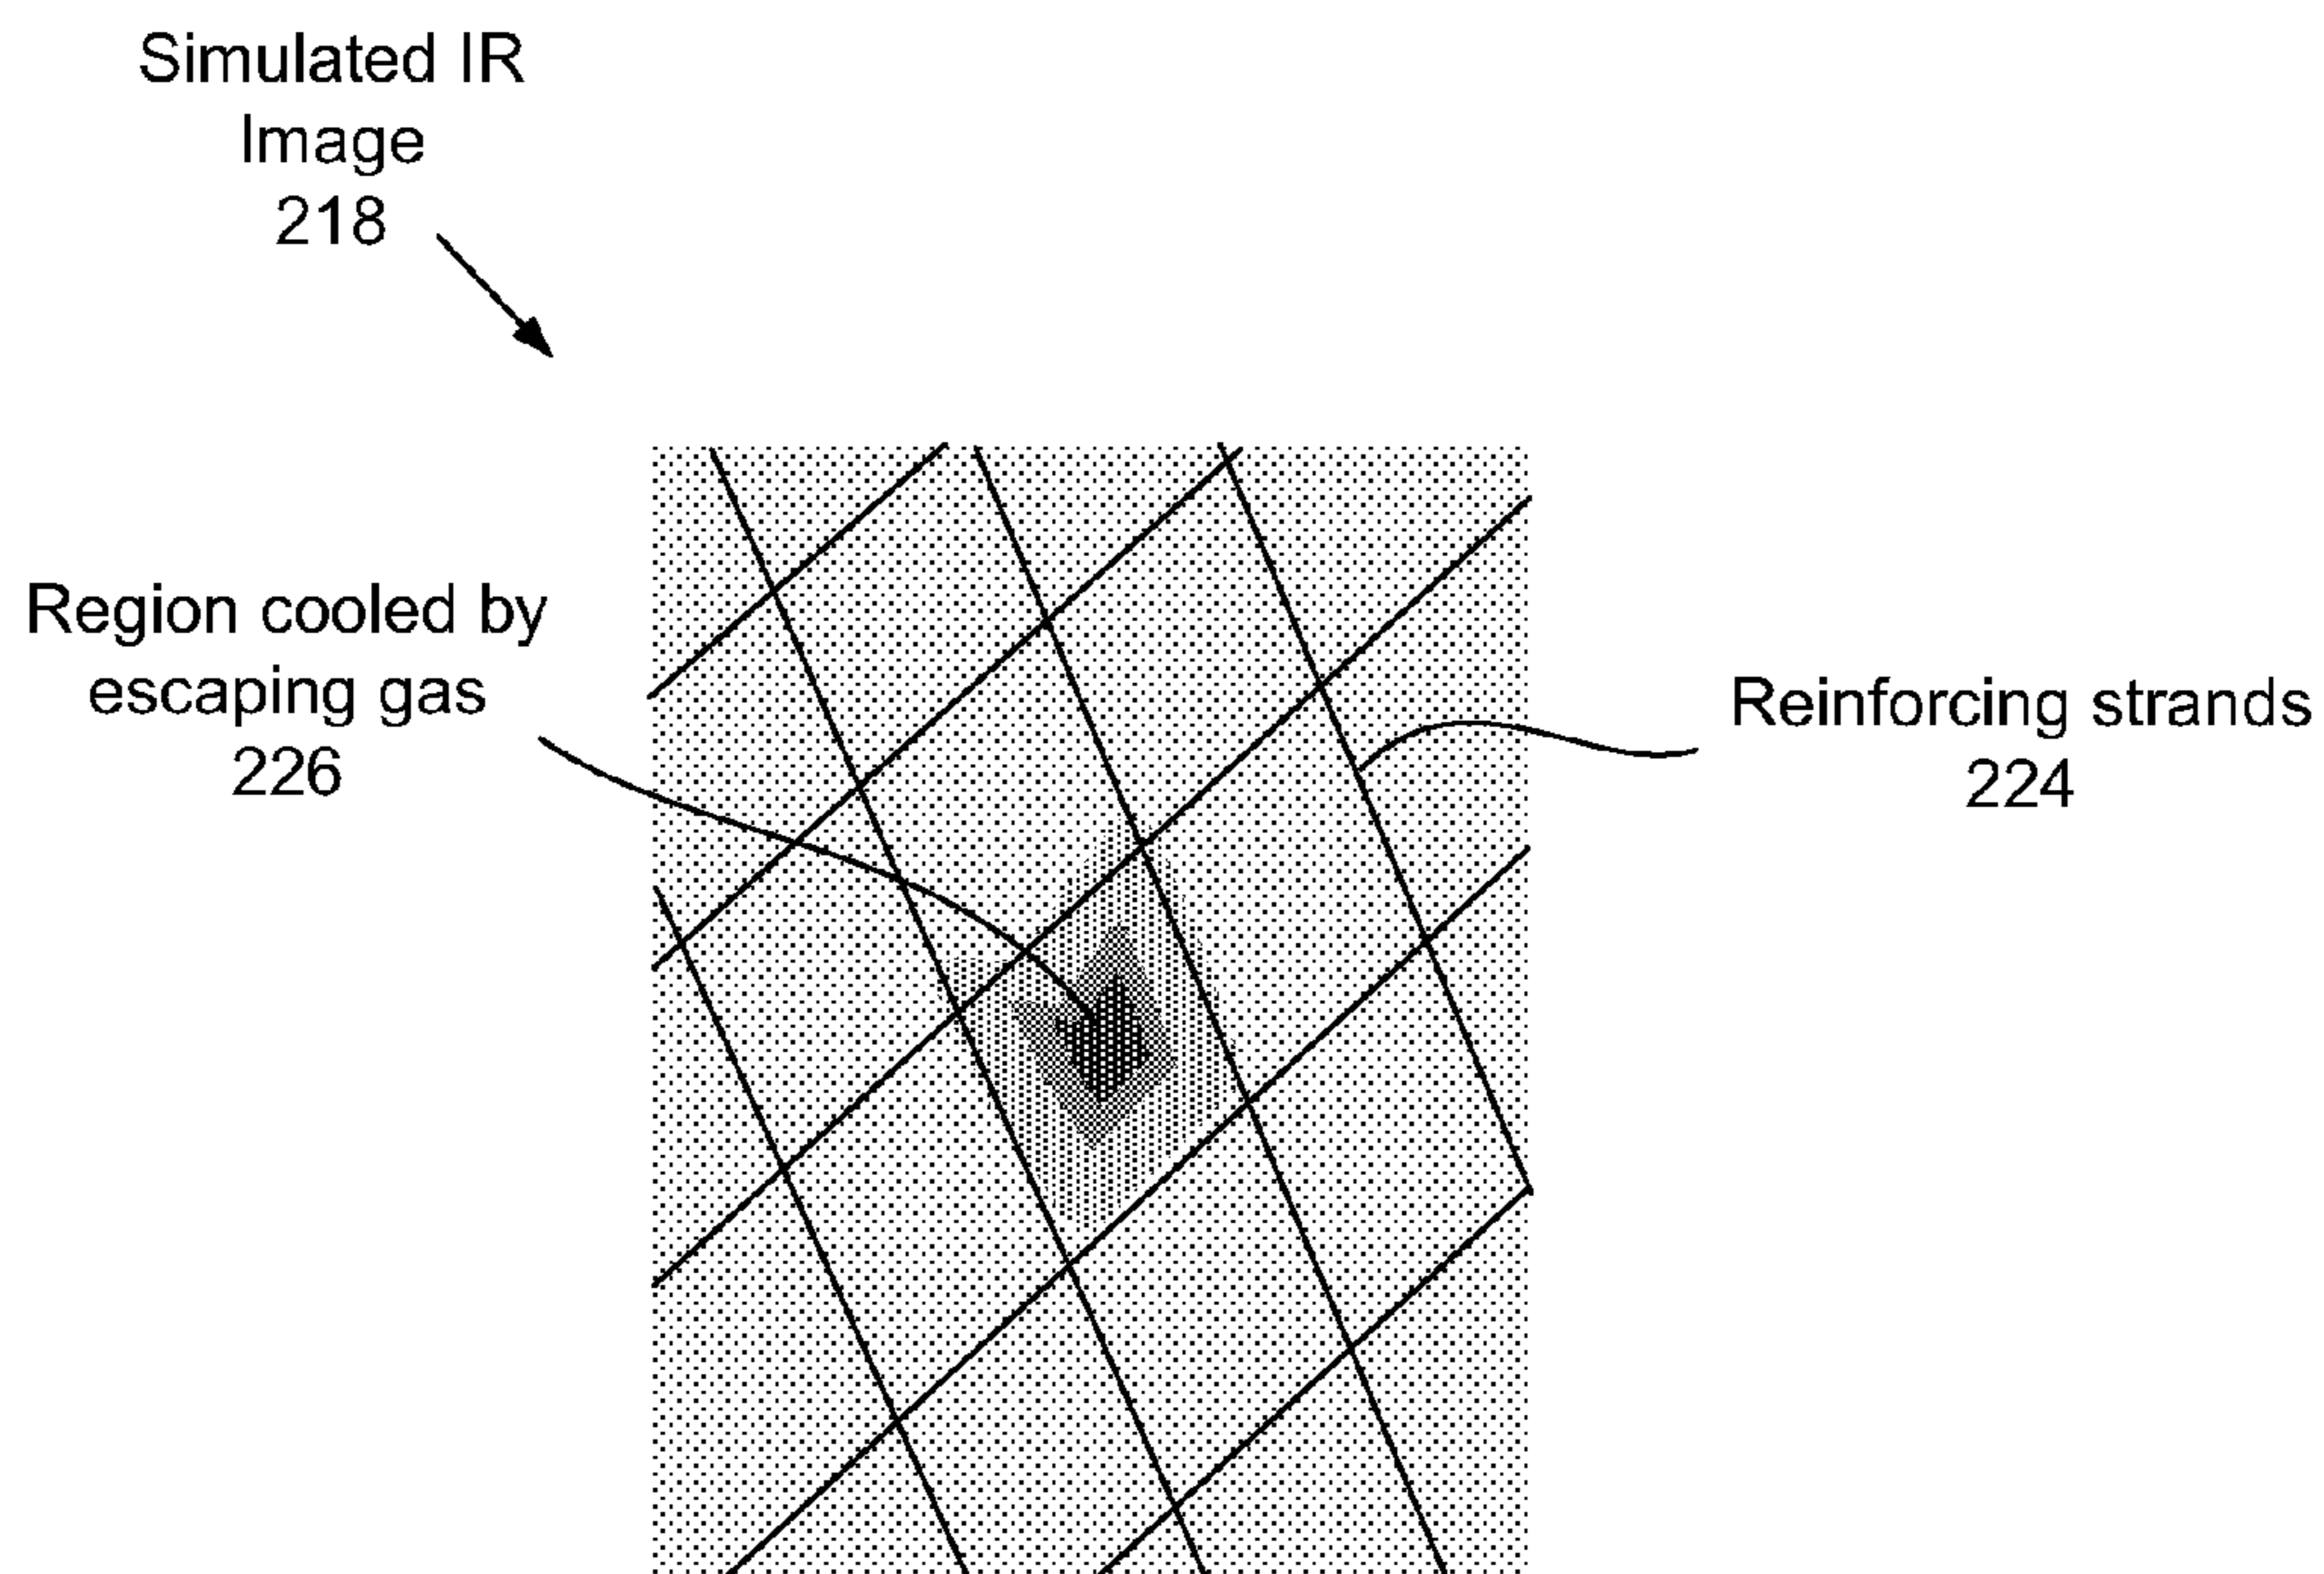 Simulated IR
Image
218
Region cooled by
escaping gas
226
Reinforcing strands
224